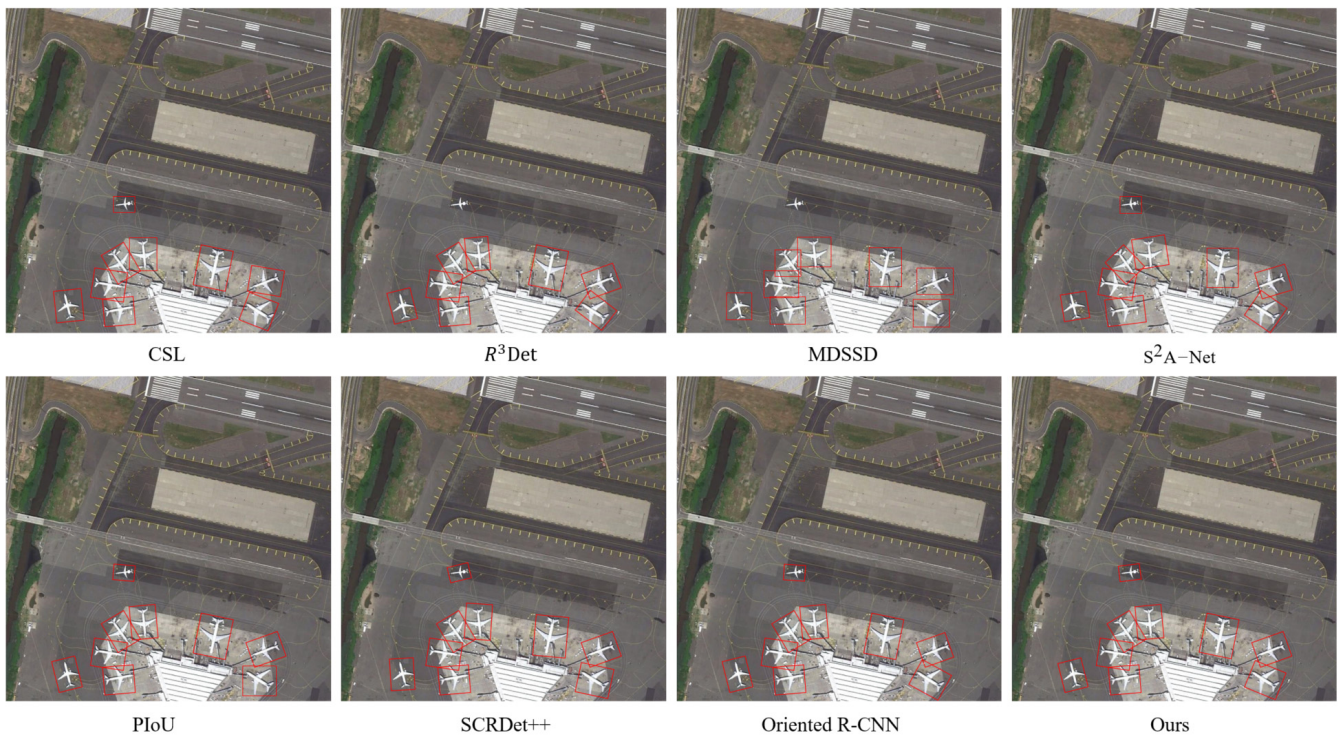 CSL
R³Det
MDSSD
S²A−Net
PIoU
SCRDet++
Oriented R-CNN
Ours